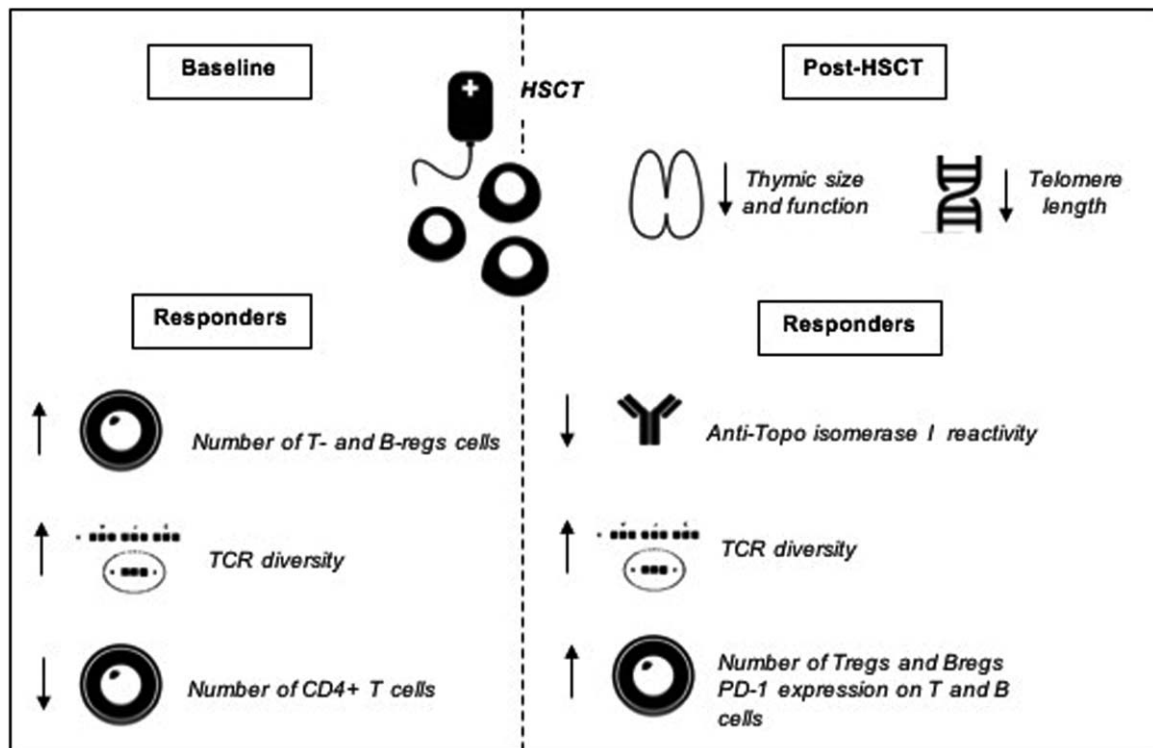 Baseline
HSCT
Post-HSCT
Thymic size
and function
Telomere
length
Responders
Number of T- and B-regs cells
TCR diversity
Number of CD4+ T cells
Responders
Anti-Topo isomerase I reactivity
TCR diversity
Number of Tregs and Bregs
PD-1 expression on T and B
cells